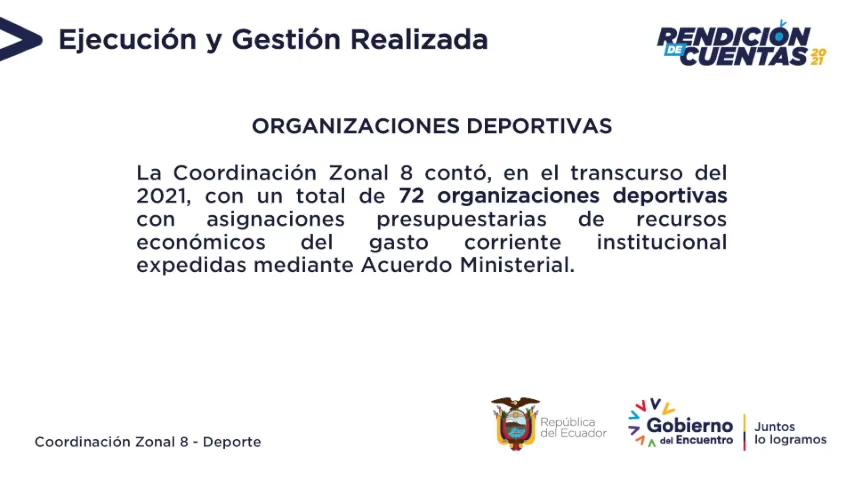 Ejecución y Gestión Realizada
RENDICIÓN
DE CUENTAS 2021
ORGANIZACIONES DEPORTIVAS
La Coordinación Zonal 8 contó, en el transcurso del
2021, con un total de 72 organizaciones deportivas
con asignaciones presupuestarias de recursos
económicos del gasto corriente institucional
expedidas mediante Acuerdo Ministerial.
Coordinación Zonal 8 - Deporte
República
del Ecuador
Gobierno
del Encuentro
Juntos
lo logramos